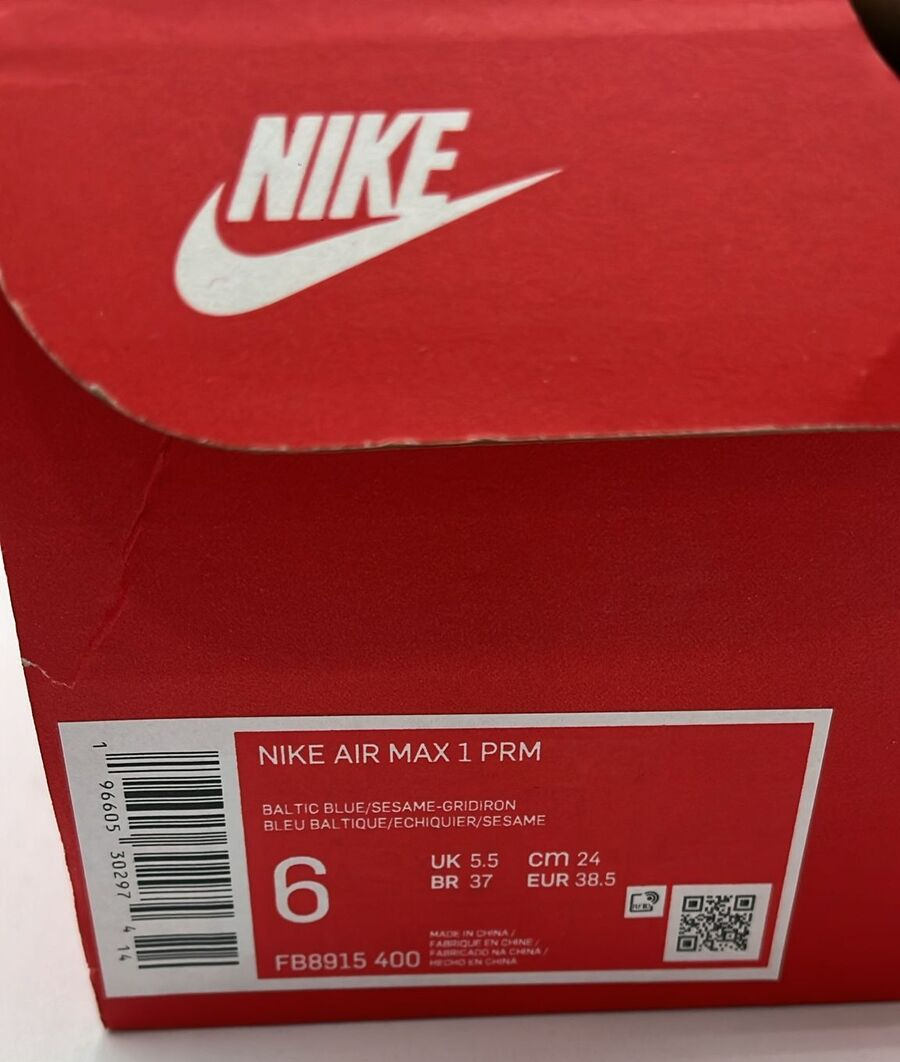 NIKE
NIKE AIR MAX 1 PRM
BALTIC BLUE/SESAME-GRIDIRON
BLEU BALTIQUE/ECHIQUIER/SESAME
6
UK 5.5 cm 24
BR 37 EUR 38.5
FB8915 400
MADE IN CHINA /
FABRIQUE EN CHINE /
FABRICADO NA CHINA /
HECHO EN CHINA
RFID
1 96605 30297 4 14